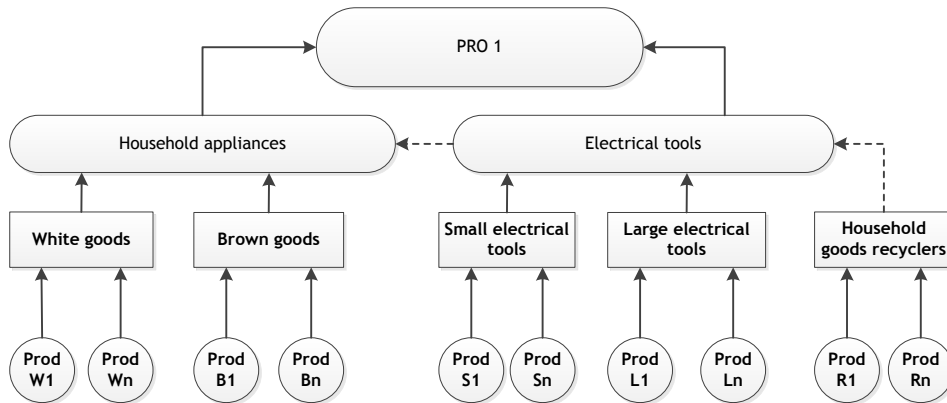 PRO 1
Household appliances
Electrical tools
White goods
Brown goods
Small electrical
tools
Large electrical
tools
Household
goods recyclers
Prod
W1
Prod
Wn
Prod
B1
Prod
Bn
Prod
S1
Prod
Sn
Prod
L1
Prod
Ln
Prod
R1
Prod
Rn